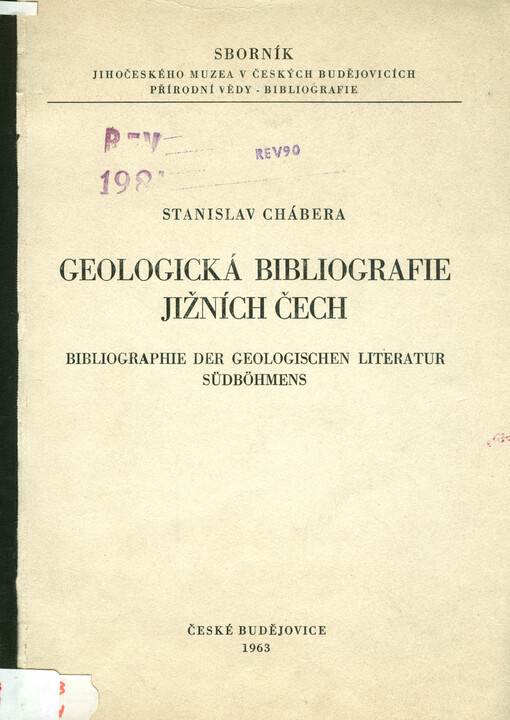 SBORNÍK
JIHOČESKÉHO MUZEA V ČESKÝCH BUDĚJOVICÍCH
PŘÍRODNÍ VĚDY - BIBLIOGRAFIE
REV
REV90
STANISLAV CHÁBERA
GEOLOGICKÁ BIBLIOGRAFIE
JIŽNÍCH ČECH
BIBLIOGRAPHIE DER GEOLOGISCHEN LITERATUR
SÜDBÖHMENS
ČESKÉ BUDĚJOVICE
1963